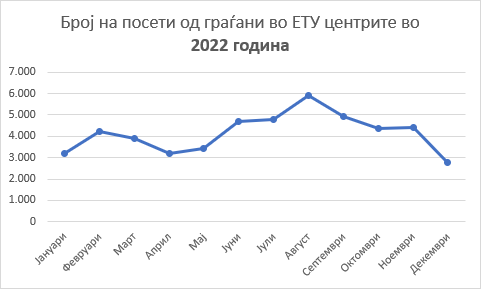 Број на посети од граѓани во ЕТУ центрите во
2022 година
7.000
6.000
5.000
4.000
3.000
2.000
1.000
0
Јануари
Февруари
Март
Април
Мај
Јуни
Јули
Август
Септември
Октомври
Ноември
Декември